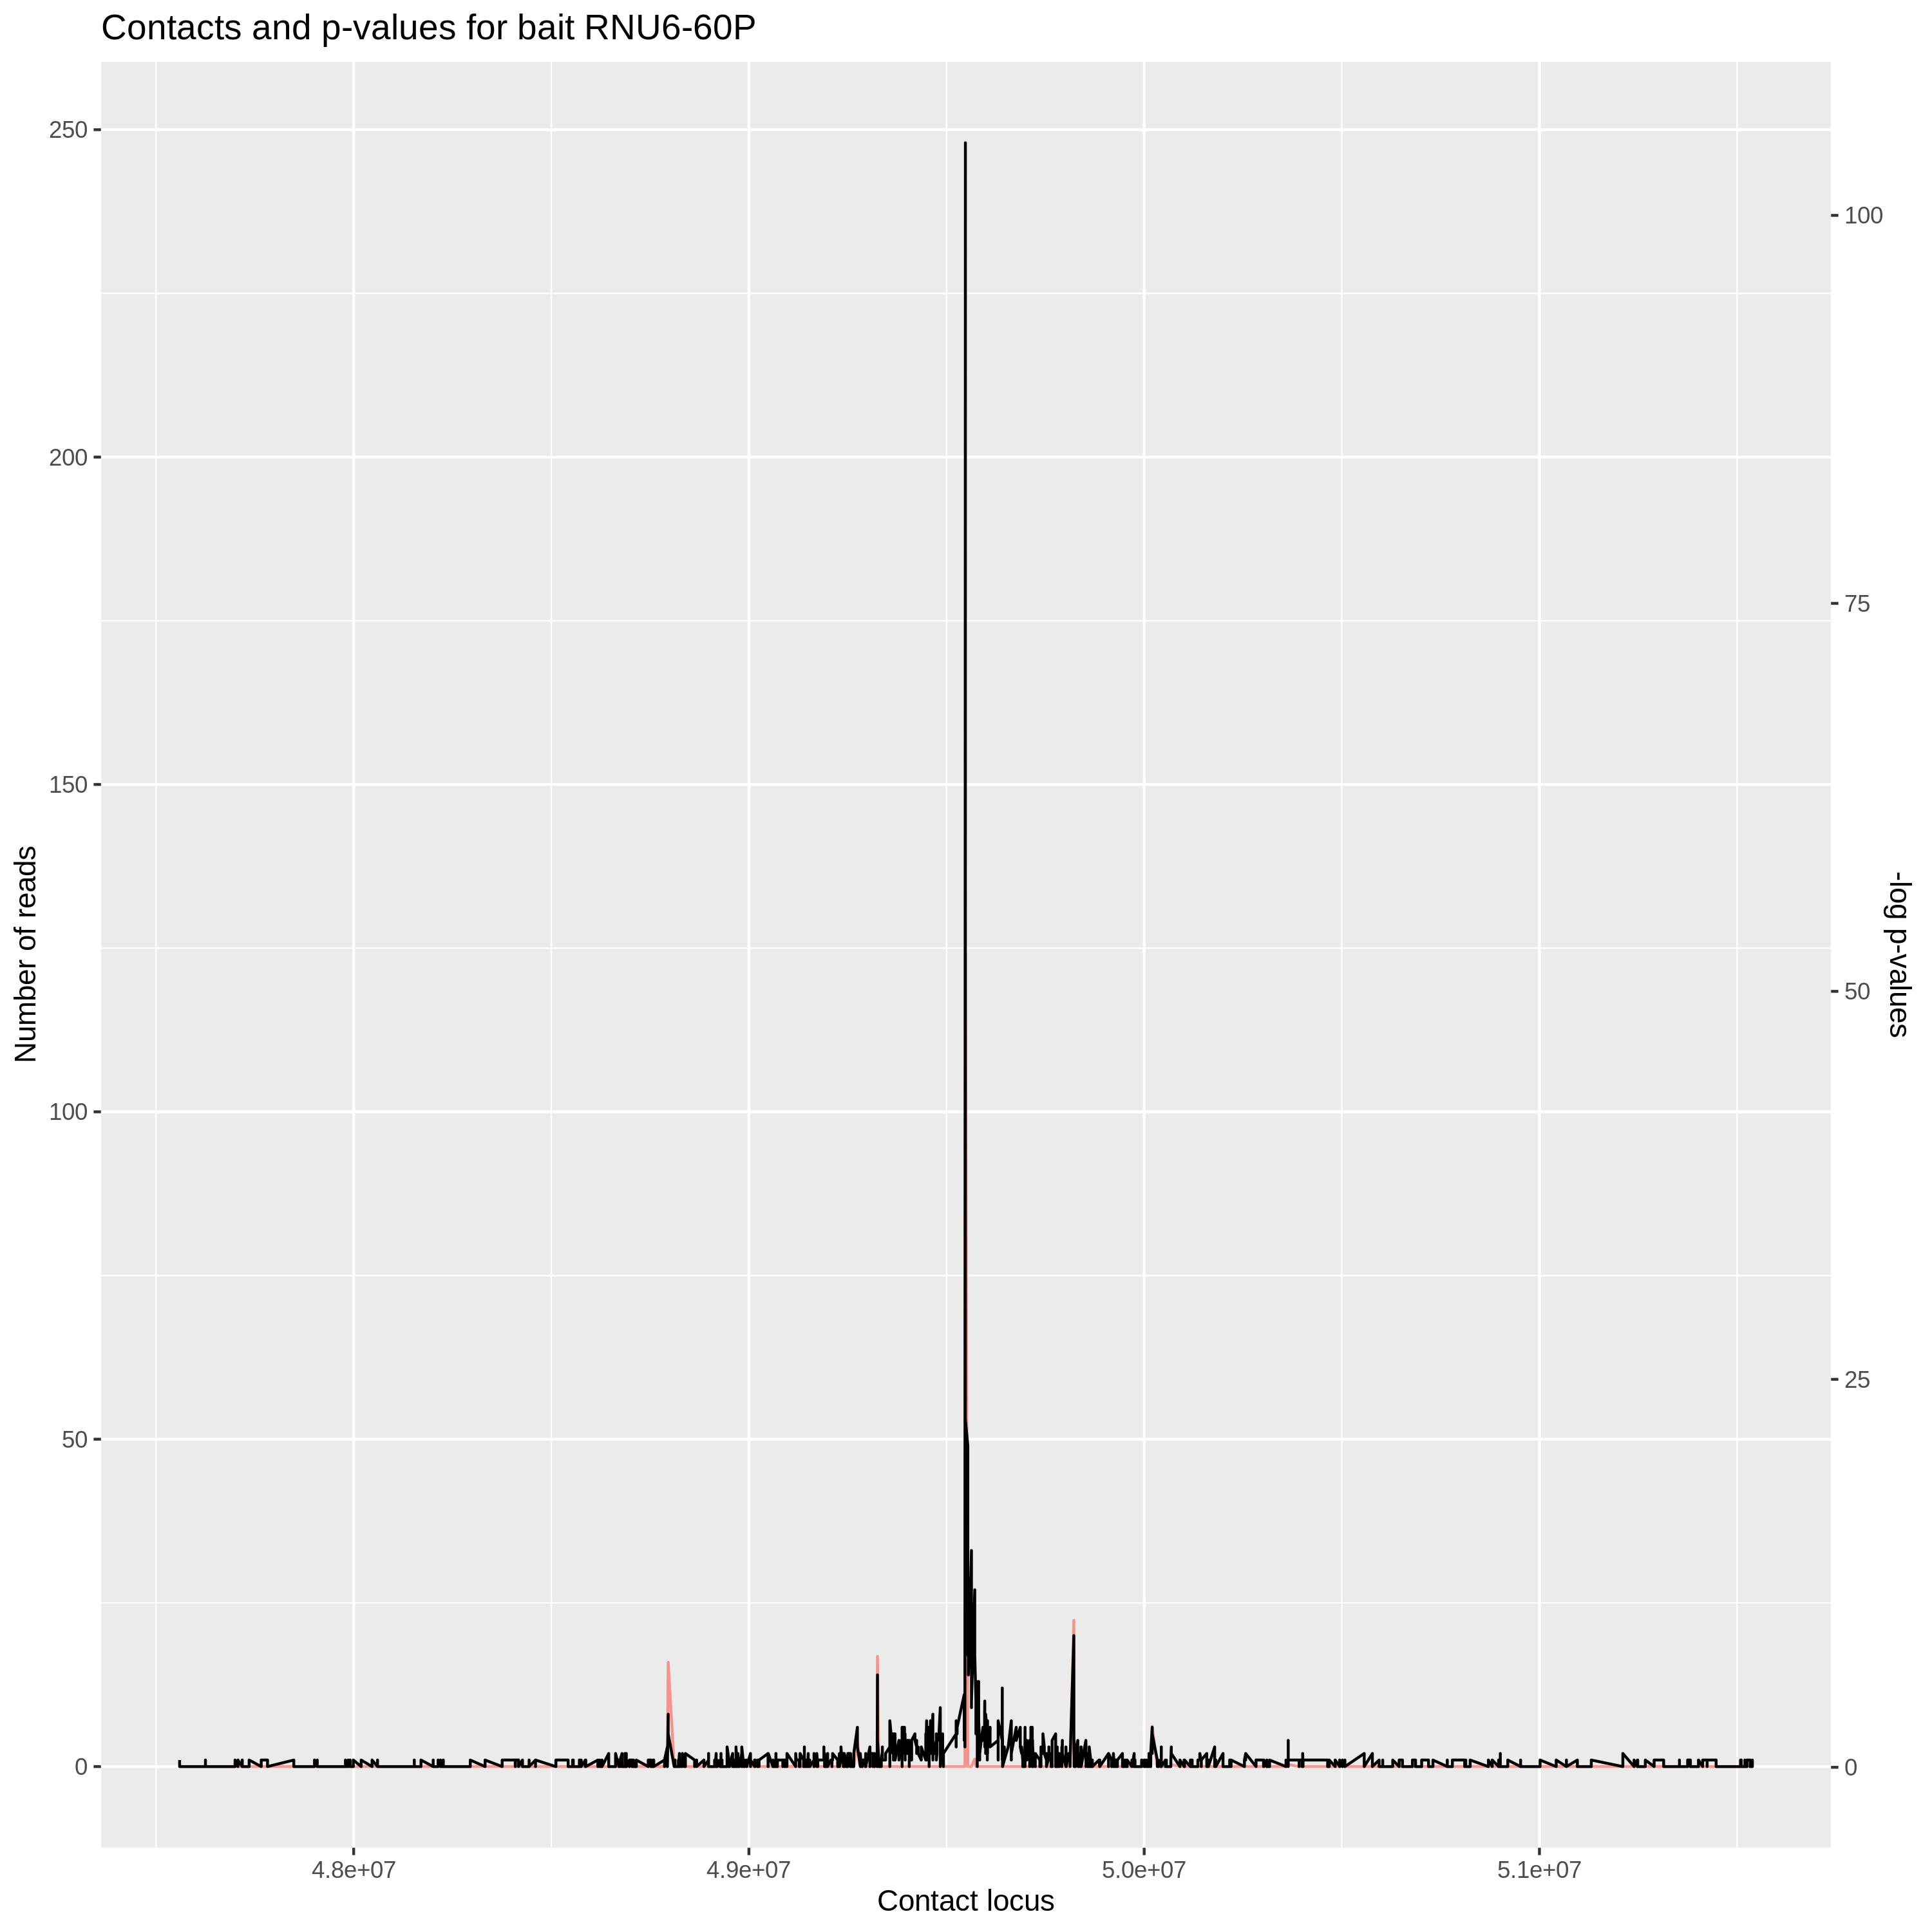 Contacts and p-values for bait RNU6-60P
250
200
150
100
50
0
Number of reads
100
75
50
25
0
-log p-values
4.8e+07
4.9e+07
5.0e+07
5.1e+07
Contact locus